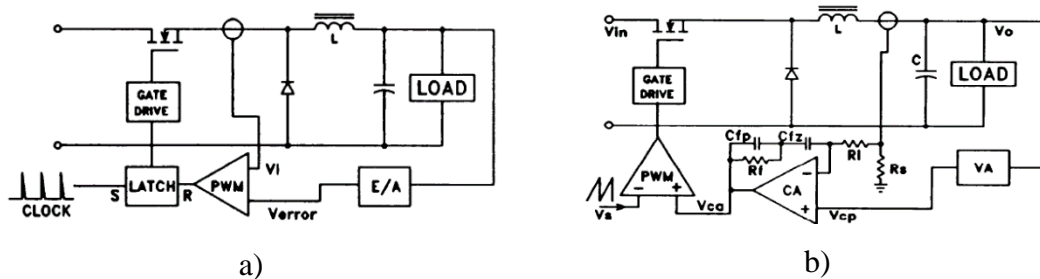 L
GATE
DRIVE
LOAD
VI
S
LATCH
R
PWM
E/A
CLOCK
Verror
a)
Vin
L
Vo
C
GATE
DRIVE
LOAD
Cfp
Cfz
Rf
RI
Rs
PWM
CA
VA
Vs
Vca
Vcp
b)